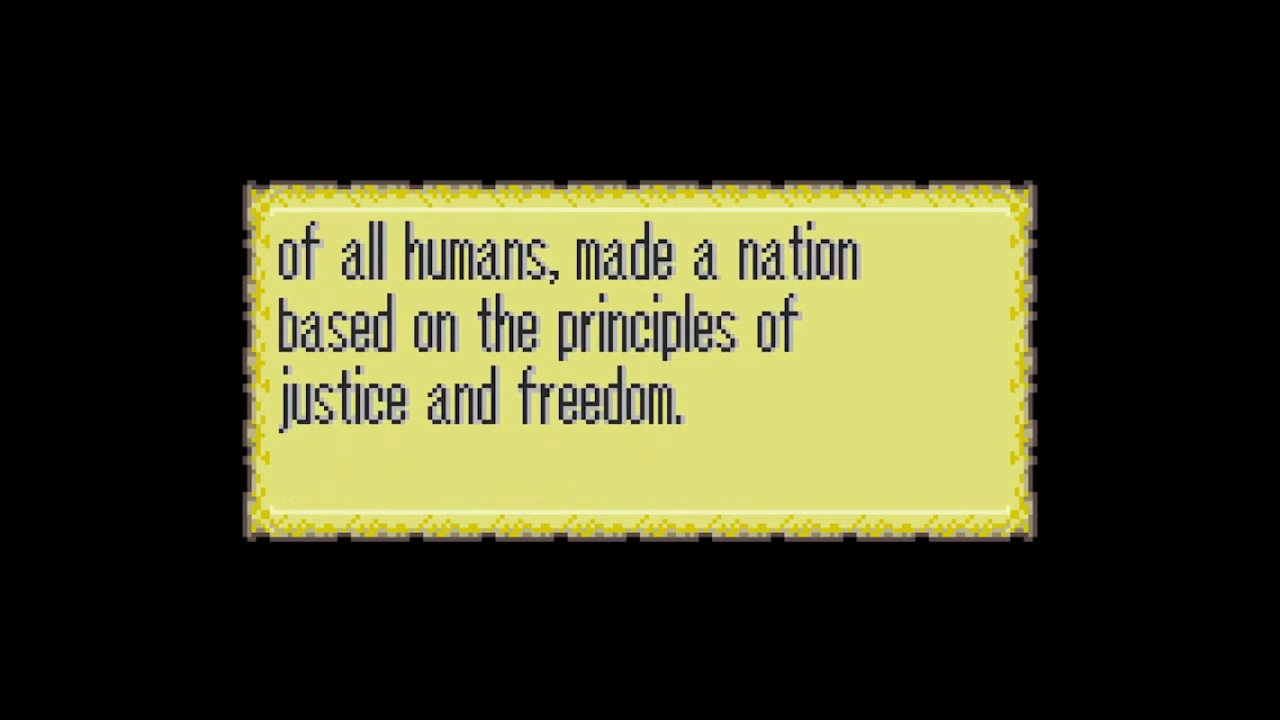 of all humans, made a nation
based on the principles of
justice and freedom.